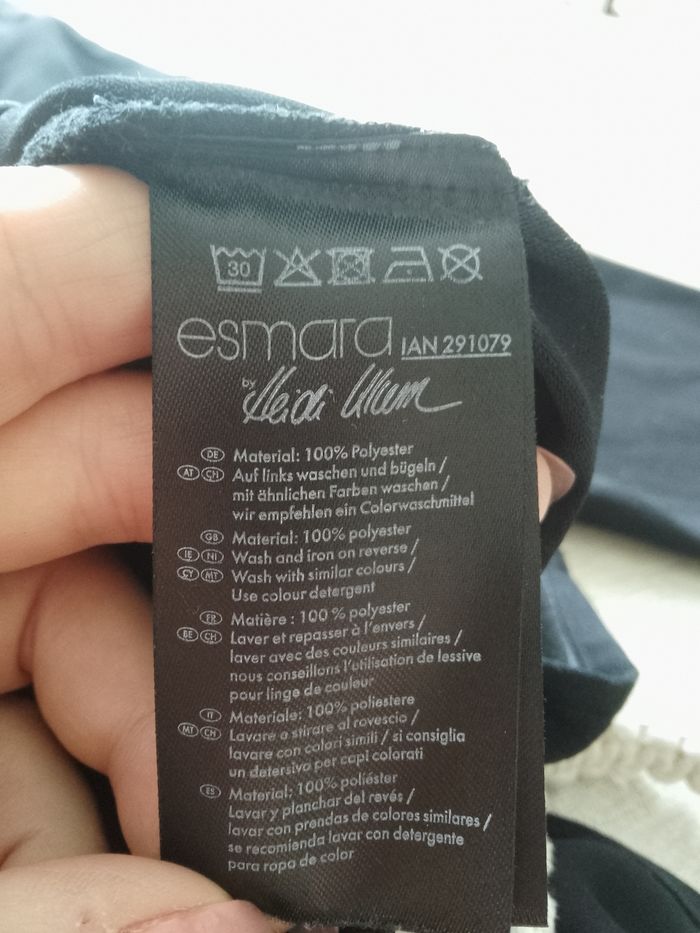 30
esmara IAN 291079
by Heidi Klum
DE Material: 100% Polyester
AT CH Auf links waschen und bügeln /
mit ähnlichen Farben waschen /
wir empfehlen ein Colorwaschmittel
GB Material: 100% polyester
IE NI Wash and iron on reverse /
CY MT Wash with similar colours /
Use colour detergent
FR Matière : 100 % polyester
BE CH Laver et repasser à l'envers /
laver avec des couleurs similaires /
nous conseillons l'utilisation de lessive
pour linge de couleur
IT Materiale: 100% poliestere
MT CH Lavare e stirare al rovescio /
lavare con colori simili / si consiglia
un detersivo per capi colorati
ES Material: 100% poliéster
Lavar y planchar del revés /
lavar con prendas de colores similares /
se recomienda lavar con detergente
para ropa de color